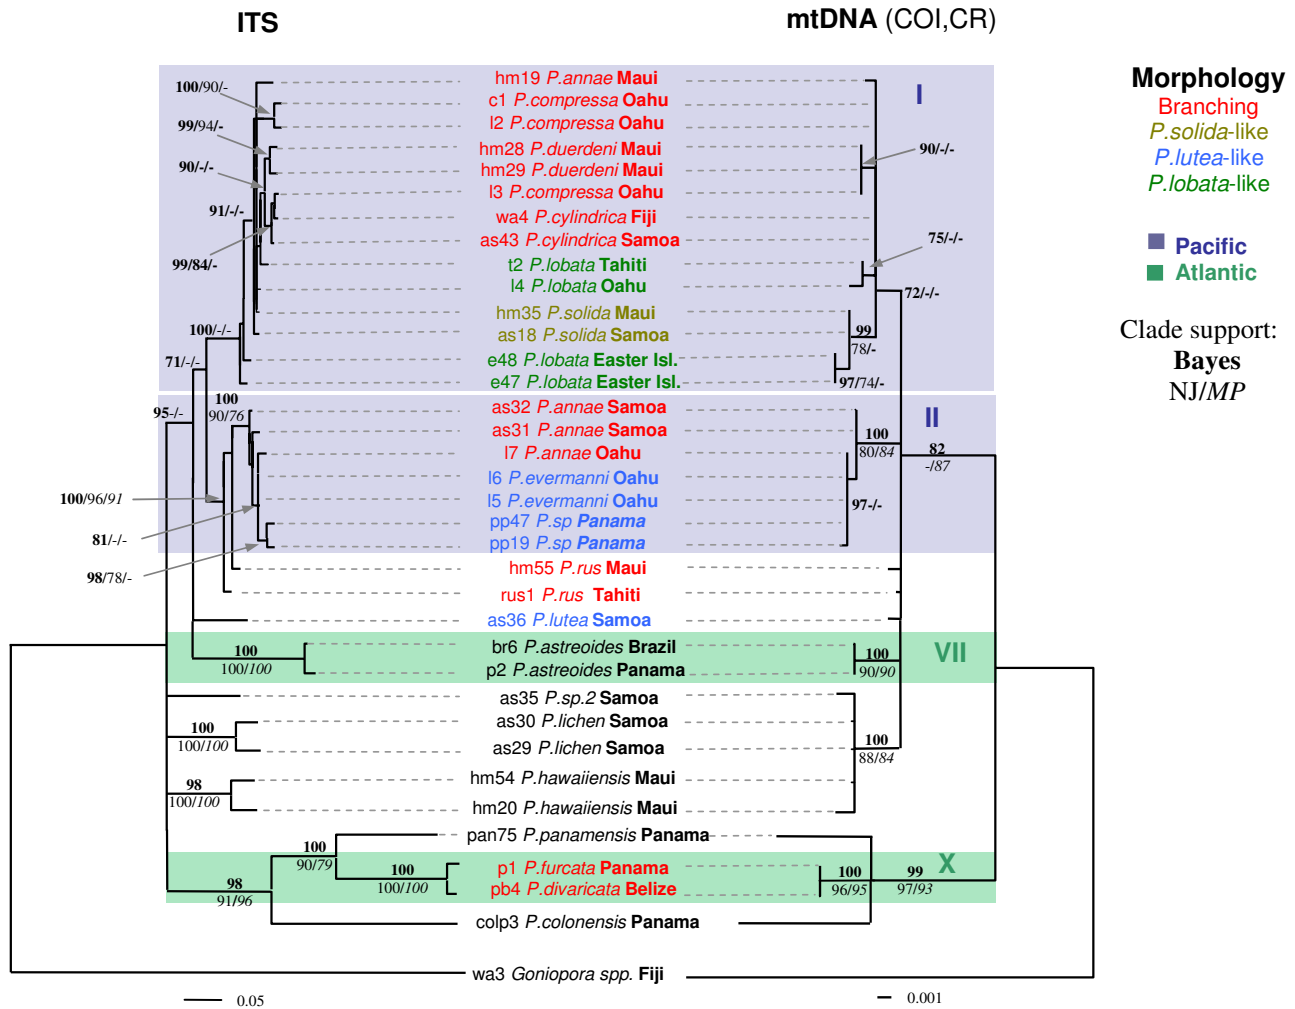 ITS
mtDNA (COI,CR)
Morphology
Branching
P.solida-like
P.lutea-like
P.lobata-like
Pacific
Atlantic
Clade support:
Bayes
NJ/MP
I
II
VII
X
hm19 P.annae Maui
c1 P.compressa Oahu
l2 P.compressa Oahu
hm28 P.duerdeni Maui
hm29 P.duerdeni Maui
l3 P.compressa Oahu
wa4 P.cylindrica Fiji
as43 P.cylindrica Samoa
t2 P.lobata Tahiti
l4 P.lobata Oahu
hm35 P.solida Maui
as18 P.solida Samoa
e48 P.lobata Easter Isl.
e47 P.lobata Easter Isl.
as32 P.annae Samoa
as31 P.annae Samoa
l7 P.annae Oahu
l6 P.evermanni Oahu
l5 P.evermanni Oahu
pp47 P.sp Panama
pp19 P.sp Panama
hm55 P.rus Maui
rus1 P.rus Tahiti
as36 P.lutea Samoa
br6 P.astreoides Brazil
p2 P.astreoides Panama
as35 P.sp.2 Samoa
as30 P.lichen Samoa
as29 P.lichen Samoa
hm54 P.hawaiiensis Maui
hm20 P.hawaiiensis Maui
pan75 P.panamensis Panama
p1 P.furcata Panama
pb4 P.divaricata Belize
colp3 P.colonensis Panama
wa3 Goniopora spp. Fiji
100/90/-
99/94/-
90/-/-
91/-/-
99/84/-
100/-/-
71/-/-
95-/-
100
90/76
100/96/91
81/-/-
98/78/-
100
100/100
100
100/100
98
100/100
100
90/79
100
100/100
98
91/96
0.05
90/-/-
75/-/-
72/-/-
99
78/-
97/74/-
100
80/84
82
-/87
97-/-
100
90/90
100
88/84
100
96/95
99
97/93
0.001